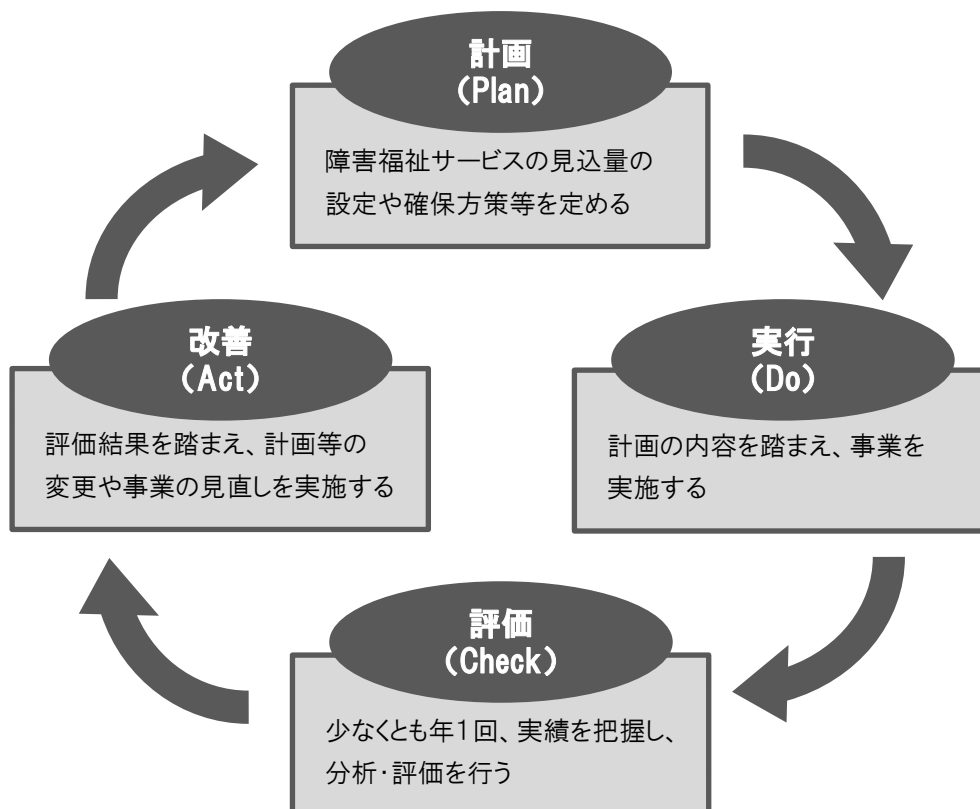 計画
（Plan）
障害福祉サービスの見込量の
設定や確保方策等を定める
改善
（Act）
評価結果を踏まえ、計画等の
変更や事業の見直しを実施する
実行
（Do）
計画の内容を踏まえ、事業を
実施する
評価
（Check）
少なくとも年１回、実績を把握し、
分析・評価を行う